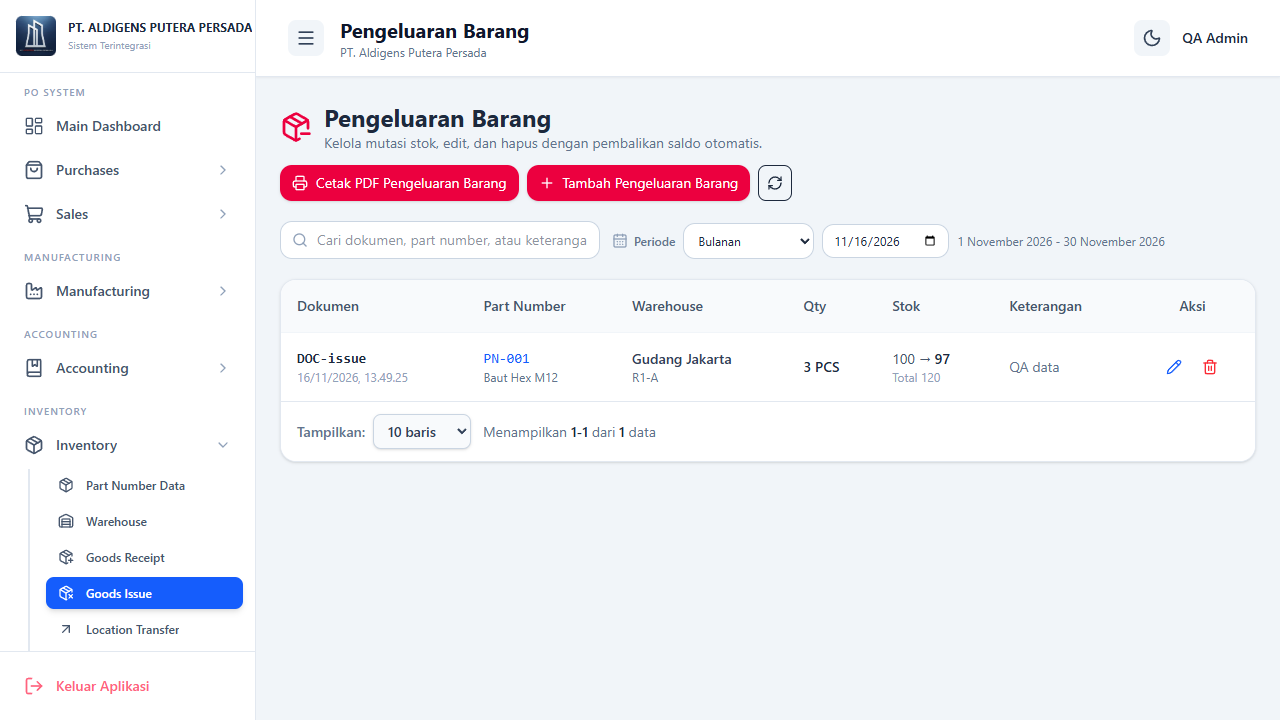 PT. ALDIGENS PUTERA PERSADA
Sistem Terintegrasi
PO SYSTEM
Main Dashboard
Purchases
Sales
MANUFACTURING
Manufacturing
ACCOUNTING
Accounting
INVENTORY
Inventory
Part Number Data
Warehouse
Goods Receipt
Goods Issue
Location Transfer
Keluar Aplikasi
Pengeluaran Barang
PT. Aldigens Putera Persada
QA Admin
Pengeluaran Barang
Kelola mutasi stok, edit, dan hapus dengan pembalikan saldo otomatis.
Cetak PDF Pengeluaran Barang
Tambah Pengeluaran Barang
Cari dokumen, part number, atau keteranga
Periode
Bulanan
11/16/2026
1 November 2026 - 30 November 2026
Dokumen Part Number Warehouse Qty Stok Keterangan Aksi
DOC-issue PN-001 Gudang Jakarta 3 PCS 100 → 97 QA data
16/11/2026, 13.49.25 Baut Hex M12 R1-A Total 120
Tampilkan: 10 baris Menampilkan 1-1 dari 1 data